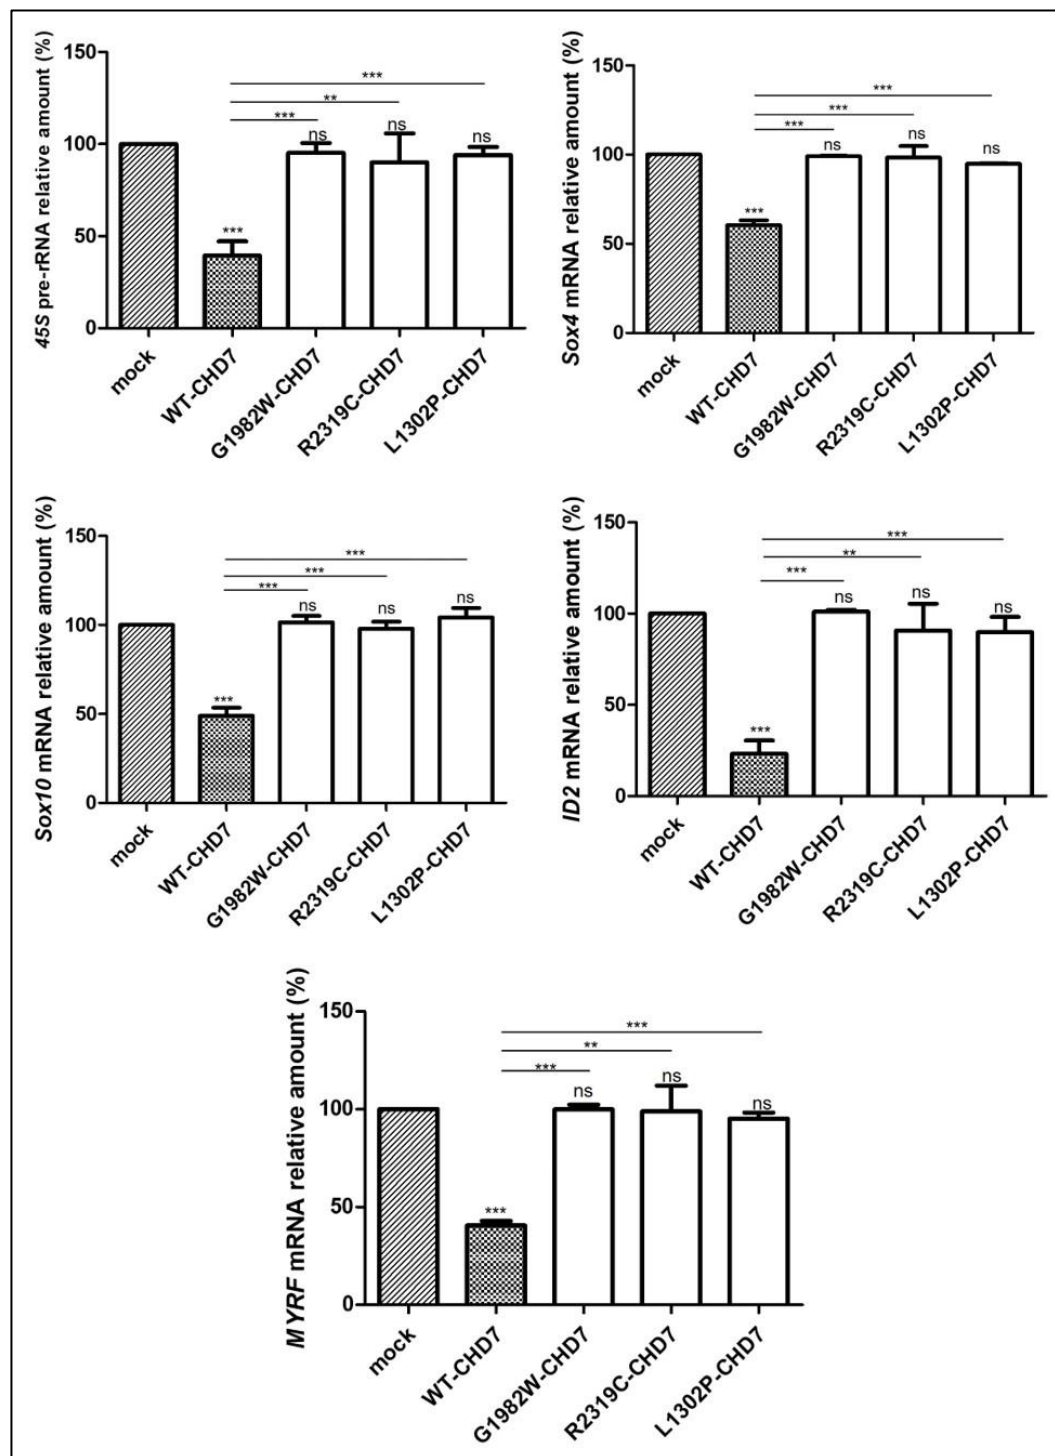 45S pre-rRNA relative amount (%)
150
100
50
0
***
**
***
***
ns
ns
ns
mock
WT-CHD7
G1982W-CHD7
R2319C-CHD7
L1302P-CHD7
Sox4 mRNA relative amount (%)
150
100
50
0
***
***
***
***
ns
ns
ns
mock
WT-CHD7
G1982W-CHD7
R2319C-CHD7
L1302P-CHD7
Sox10 mRNA relative amount (%)
150
100
50
0
***
***
***
***
ns
ns
ns
mock
WT-CHD7
G1982W-CHD7
R2319C-CHD7
L1302P-CHD7
ID2 mRNA relative amount (%)
150
100
50
0
***
**
***
***
ns
ns
ns
mock
WT-CHD7
G1982W-CHD7
R2319C-CHD7
L1302P-CHD7
MYRF mRNA relative amount (%)
150
100
50
0
***
**
***
***
ns
ns
ns
mock
WT-CHD7
G1982W-CHD7
R2319C-CHD7
L1302P-CHD7